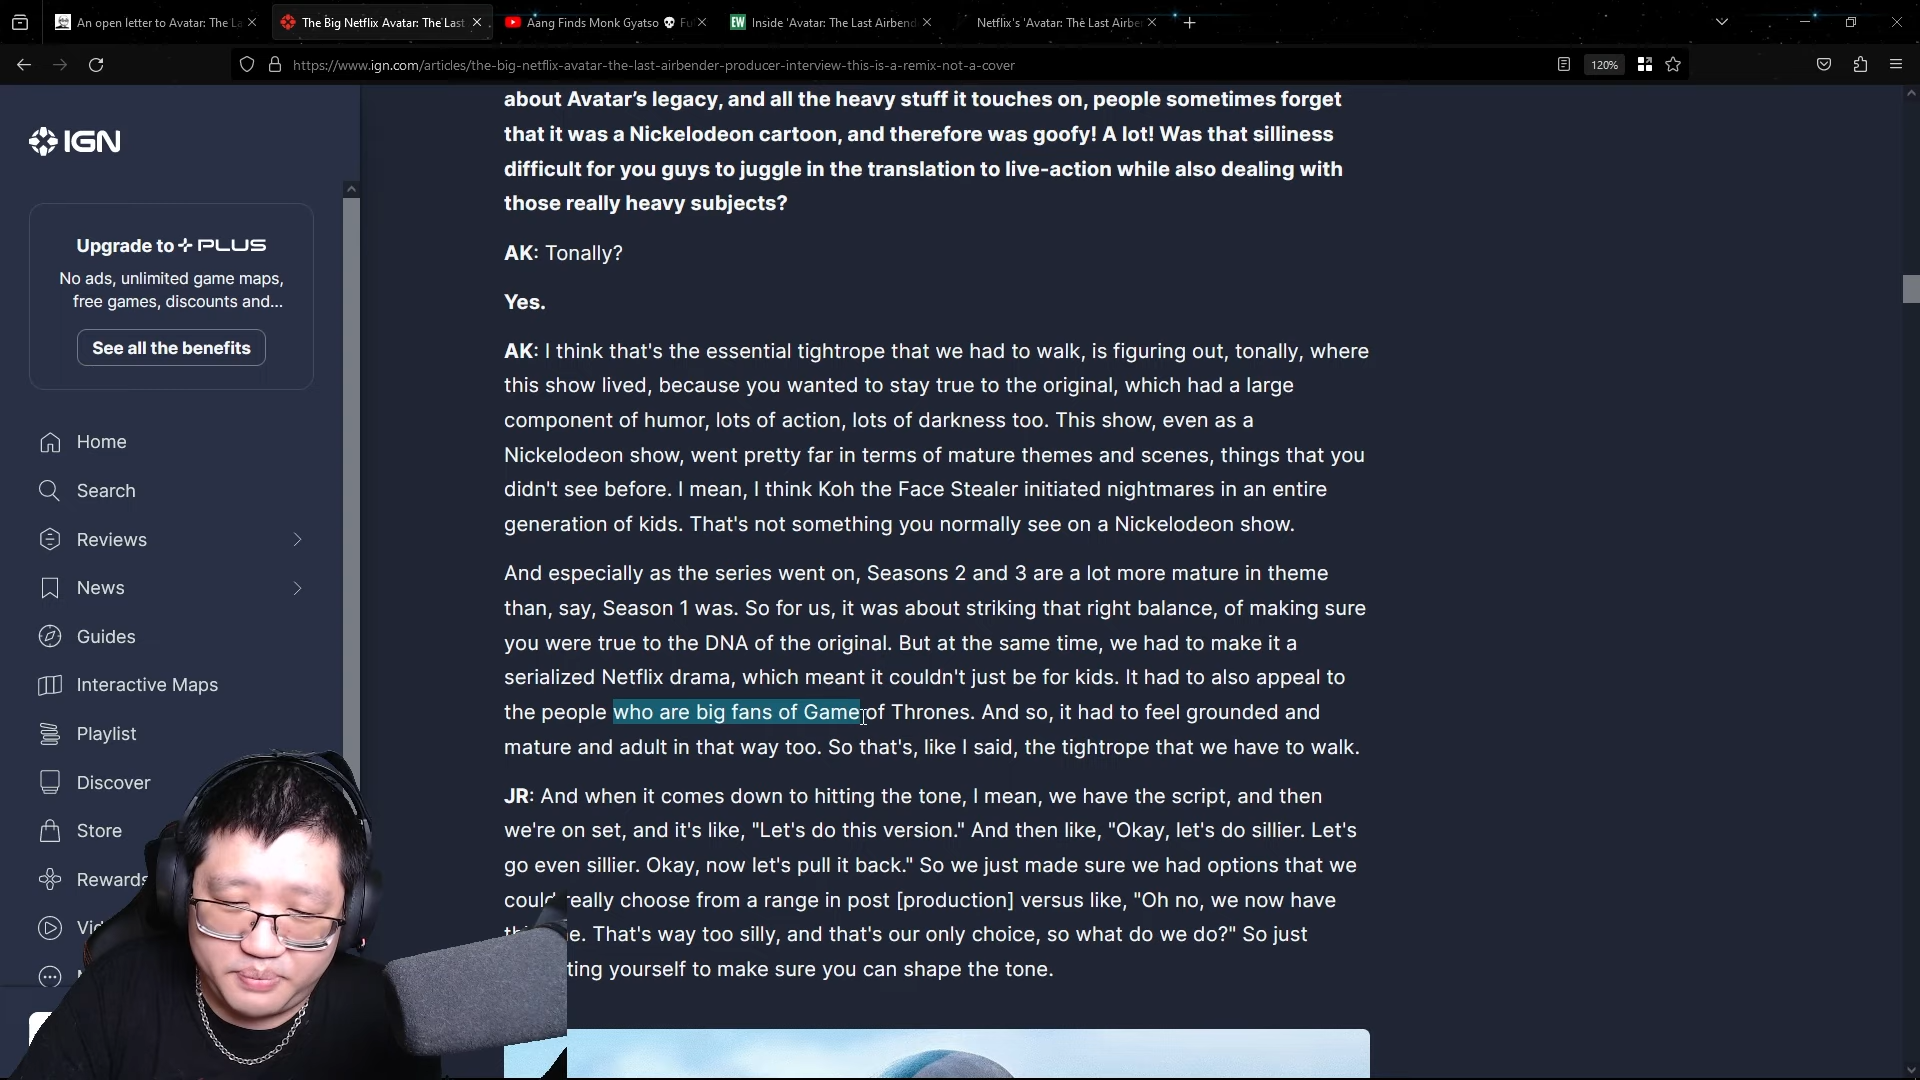 An open letter to Avatar: The La
The Big Netflix Avatar: The Last
Aang Finds Monk Gyatso 💀 Fu
EW
Inside 'Avatar: The Last Airbend
Netflix's 'Avatar: The Last Airbe
https://www.ign.com/articles/the-big-netflix-avatar-the-last-airbender-producer-interview-this-is-a-remix-not-a-cover
120%
IGN
Upgrade to PLUS
No ads, unlimited game maps,
free games, discounts and...
See all the benefits
Home
Search
Reviews
News
Guides
Interactive Maps
Playlist
Discover
Store
Rewards
about Avatar’s legacy, and all the heavy stuff it touches on, people sometimes forget
that it was a Nickelodeon cartoon, and therefore was goofy! A lot! Was that silliness
difficult for you guys to juggle in the translation to live-action while also dealing with
those really heavy subjects?
AK: Tonally?
Yes.
AK: I think that's the essential tightrope that we had to walk, is figuring out, tonally, where
this show lived, because you wanted to stay true to the original, which had a large
component of humor, lots of action, lots of darkness too. This show, even as a
Nickelodeon show, went pretty far in terms of mature themes and scenes, things that you
didn't see before. I mean, I think Koh the Face Stealer initiated nightmares in an entire
generation of kids. That's not something you normally see on a Nickelodeon show.
And especially as the series went on, Seasons 2 and 3 are a lot more mature in theme
than, say, Season 1 was. So for us, it was about striking that right balance, of making sure
you were true to the DNA of the original. But at the same time, we had to make it a
serialized Netflix drama, which meant it couldn't just be for kids. It had to also appeal to
the people who are big fans of Game of Thrones. And so, it had to feel grounded and
mature and adult in that way too. So that's, like I said, the tightrope that we have to walk.
JR: And when it comes down to hitting the tone, I mean, we have the script, and then
we're on set, and it's like, "Let's do this version." And then like, "Okay, let's do sillier. Let's
go even sillier. Okay, now let's pull it back." So we just made sure we had options that we
could really choose from a range in post [production] versus like, "Oh no, we now have
That's way too silly, and that's our only choice, so what do we do?" So just
yourself to make sure you can shape the tone.